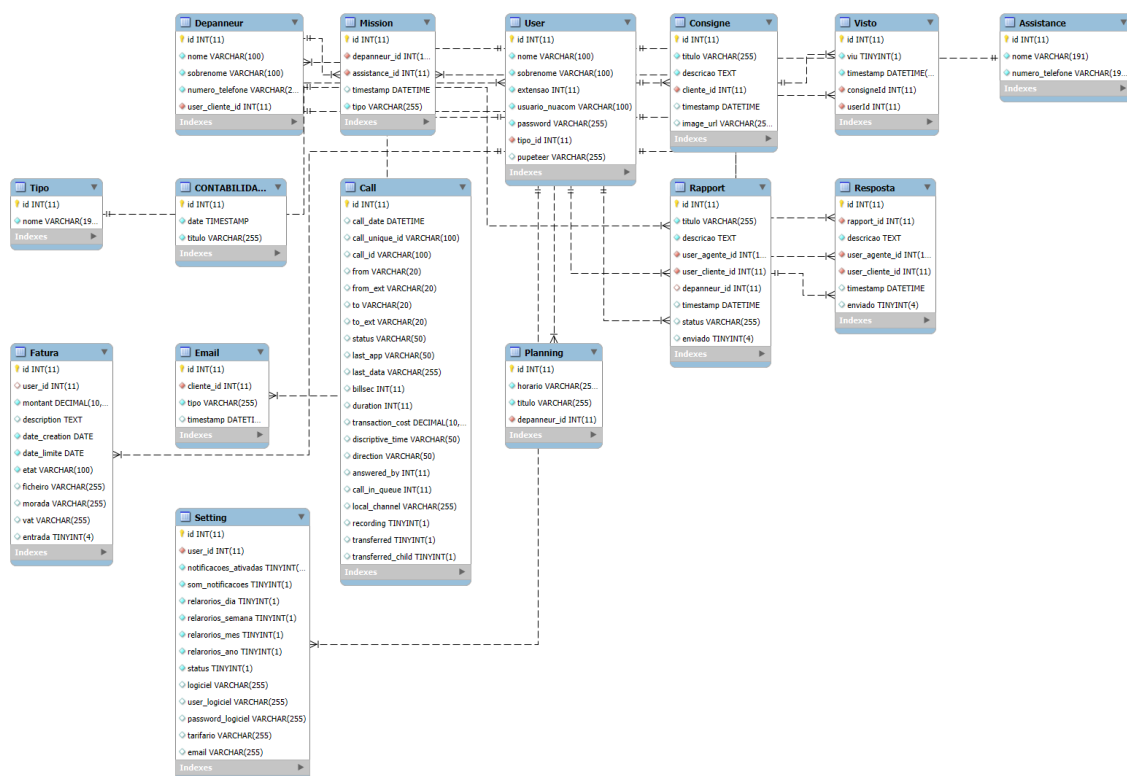 Depanneur
id INT(11)
nome VARCHAR(100)
sobrenome VARCHAR(100)
numero_telefone VARCHAR(2...
user_cliente_id INT(11)
Indexes
Mission
id INT(11)
depanneur_id INT(1...
assistance_id INT(11)
timestamp DATETIME
tipo VARCHAR(255)
Indexes
User
id INT(11)
nome VARCHAR(100)
sobrenome VARCHAR(100)
extensao INT(11)
usuario_nuacom VARCHAR(100)
password VARCHAR(255)
tipo_id INT(11)
pupeteer VARCHAR(255)
Indexes
Consigne
id INT(11)
titulo VARCHAR(255)
descricao TEXT
cliente_id INT(11)
timestamp DATETIME
image_url VARCHAR(25...
Indexes
Visto
id INT(11)
viu TINYINT(1)
timestamp DATETIME(...
consigneId INT(11)
userId INT(11)
Indexes
Assistance
id INT(11)
nome VARCHAR(191)
numero_telefone VARCHAR(19...
Indexes
Tipo
id INT(11)
nome VARCHAR(19...
Indexes
CONTABILIDA...
id INT(11)
date TIMESTAMP
titulo VARCHAR(255)
Indexes
Call
id INT(11)
call_date DATETIME
call_unique_id VARCHAR(100)
call_id VARCHAR(100)
from VARCHAR(20)
from_ext VARCHAR(20)
to VARCHAR(20)
to_ext VARCHAR(20)
status VARCHAR(50)
last_app VARCHAR(50)
last_data VARCHAR(255)
billsec INT(11)
duration INT(11)
transaction_cost DECIMAL(10,...
discriptive_time VARCHAR(50)
direction VARCHAR(50)
answered_by INT(11)
call_in_queue INT(11)
local_channel VARCHAR(255)
recording TINYINT(1)
transferred TINYINT(1)
transferred_child TINYINT(1)
Indexes
Rapport
id INT(11)
titulo VARCHAR(255)
descricao TEXT
user_agente_id INT(1...
user_cliente_id INT(11)
depanneur_id INT(11)
timestamp DATETIME
status VARCHAR(255)
enviado TINYINT(4)
Indexes
Resposta
id INT(11)
rapport_id INT(11)
descricao TEXT
user_agente_id INT(1...
user_cliente_id INT(11)
timestamp DATETIME
enviado TINYINT(4)
Indexes
Fatura
id INT(11)
user_id INT(11)
montant DECIMAL(10,...
description TEXT
date_creation DATE
date_limite DATE
etat VARCHAR(100)
ficheiro VARCHAR(255)
morada VARCHAR(255)
vat VARCHAR(255)
entrada TINYINT(4)
Indexes
Email
id INT(11)
cliente_id INT(11)
tipo VARCHAR(255)
timestamp DATETI...
Indexes
Planning
id INT(11)
horario VARCHAR(25...
titulo VARCHAR(255)
depanneur_id INT(11)
Indexes
Setting
id INT(11)
user_id INT(11)
notificacoes_ativadas TINYINT(...
som_notificacoes TINYINT(1)
relarorios_dia TINYINT(1)
relarorios_semana TINYINT(1)
relarorios_mes TINYINT(1)
relarorios_ano TINYINT(1)
status TINYINT(1)
logiciel VARCHAR(255)
user_logiciel VARCHAR(255)
password_logiciel VARCHAR(255)
tarifario VARCHAR(255)
email VARCHAR(255)
Indexes